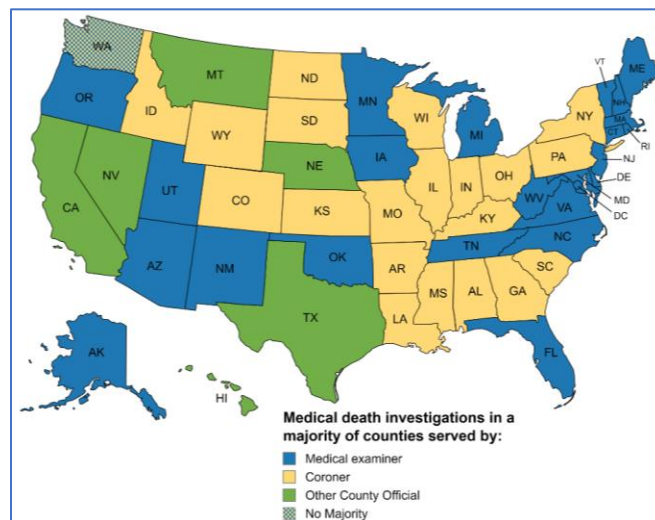 WA
MT
ND
MN
VT
ME
OR
ID
SD
WI
MI
NY
NH
MA
CT
RI
WY
IA
PA
NJ
NV
UT
NE
IL
IN
OH
DE
MD
DC
CA
CO
KS
MO
KY
WV
VA
AZ
NM
OK
AR
TN
NC
SC
TX
LA
MS
AL
GA
AK
HI
FL
Medical death investigations in a
majority of counties served by:
Medical examiner
Coroner
Other County Official
No Majority